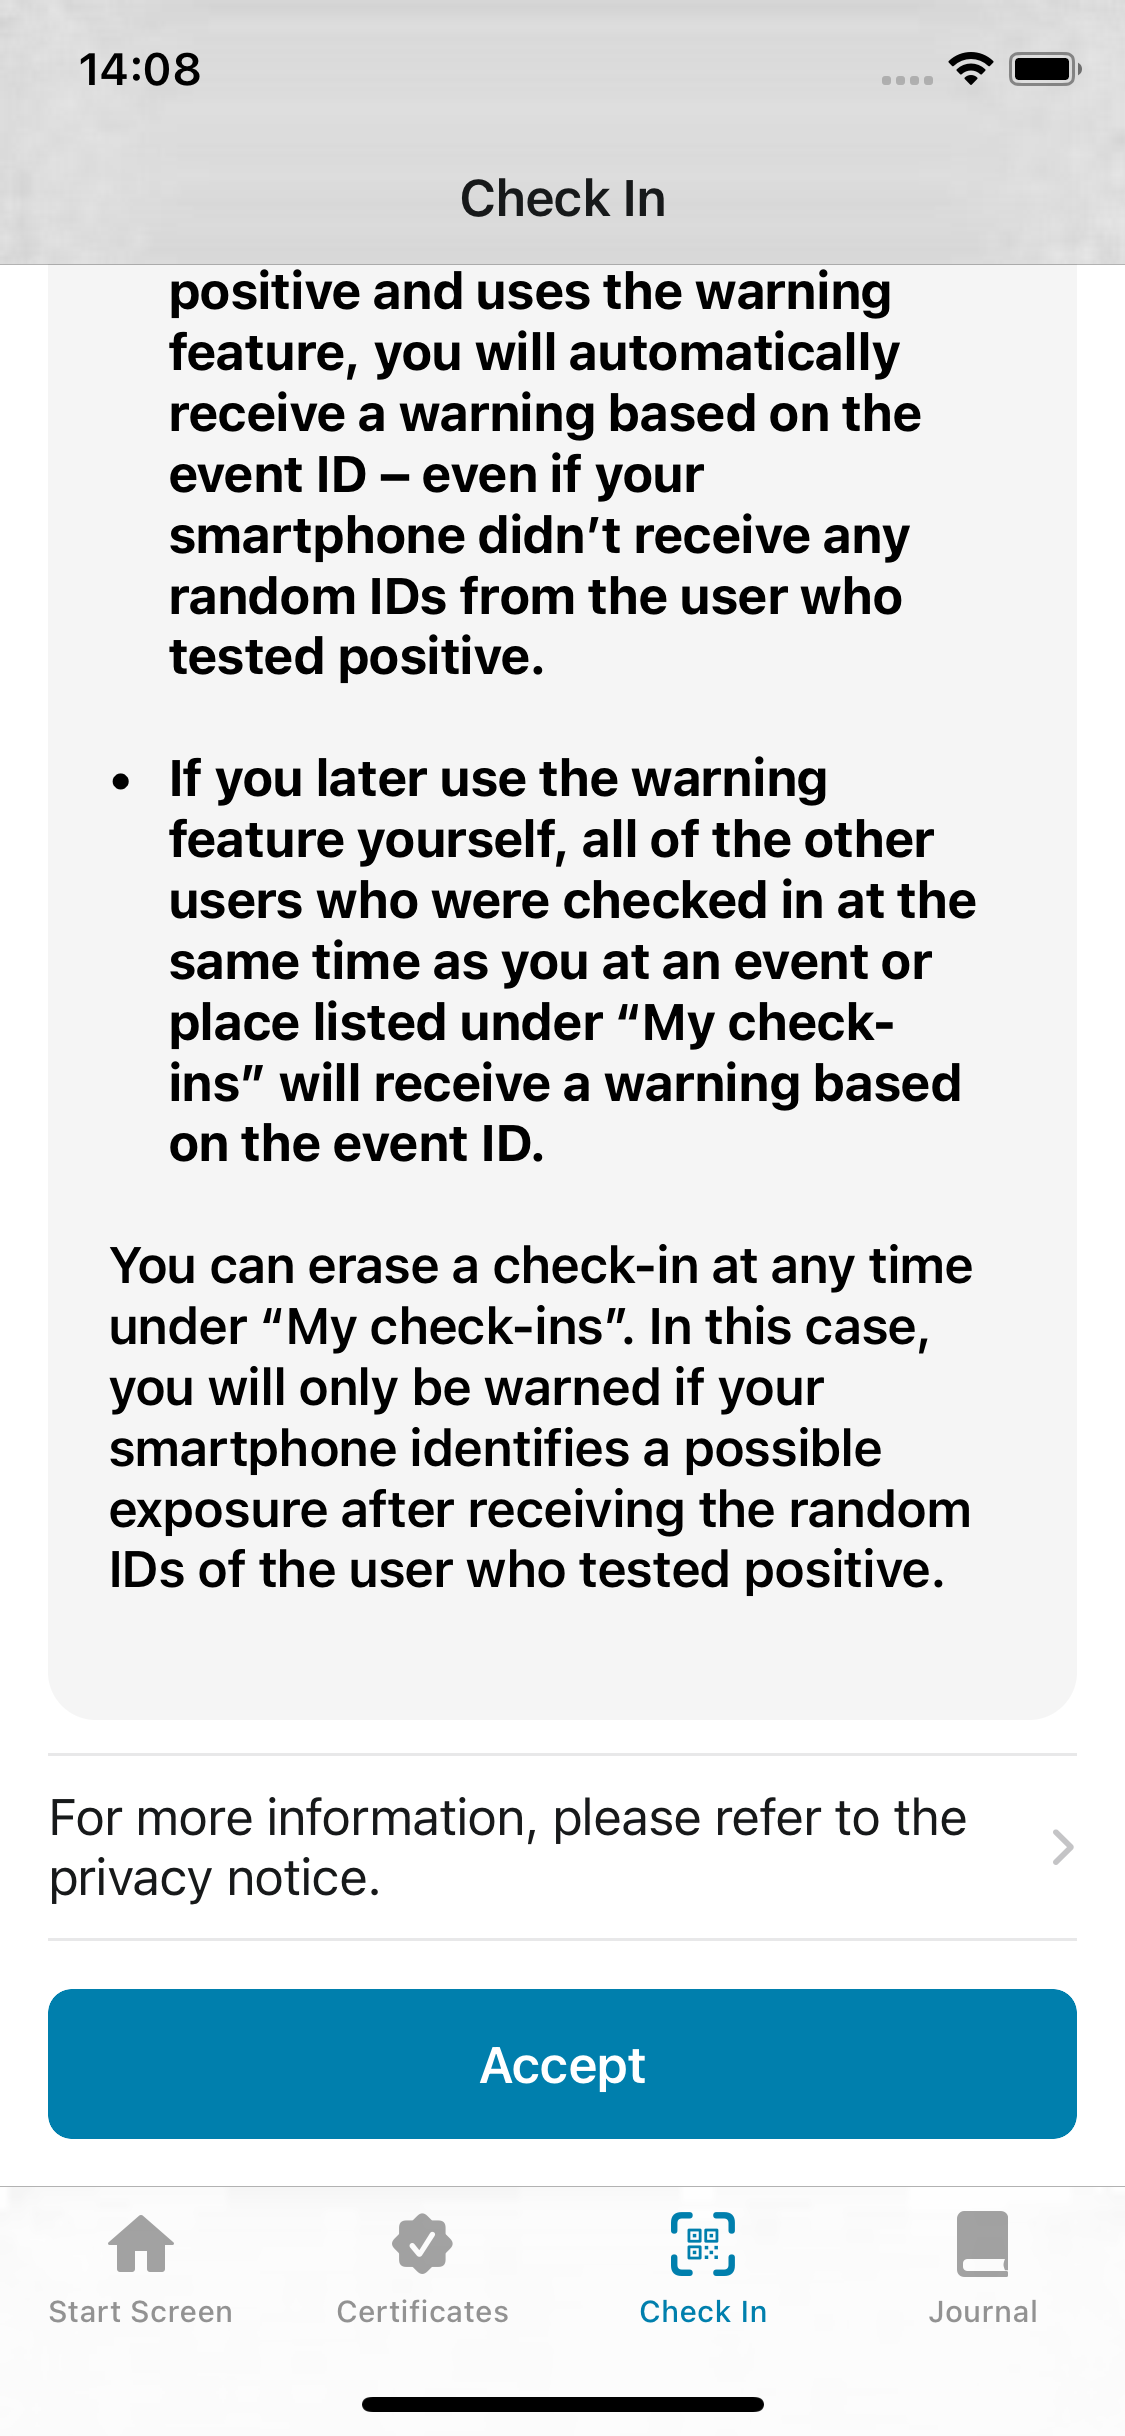 14:08
Check In
positive and uses the warning
feature, you will automatically
receive a warning based on the
event ID – even if your
smartphone didn’t receive any
random IDs from the user who
tested positive.
• If you later use the warning
feature yourself, all of the other
users who were checked in at the
same time as you at an event or
place listed under “My check-
ins” will receive a warning based
on the event ID.
You can erase a check-in at any time
under “My check-ins”. In this case,
you will only be warned if your
smartphone identifies a possible
exposure after receiving the random
IDs of the user who tested positive.
For more information, please refer to the
privacy notice.
Accept
Start Screen
Certificates
Check In
Journal